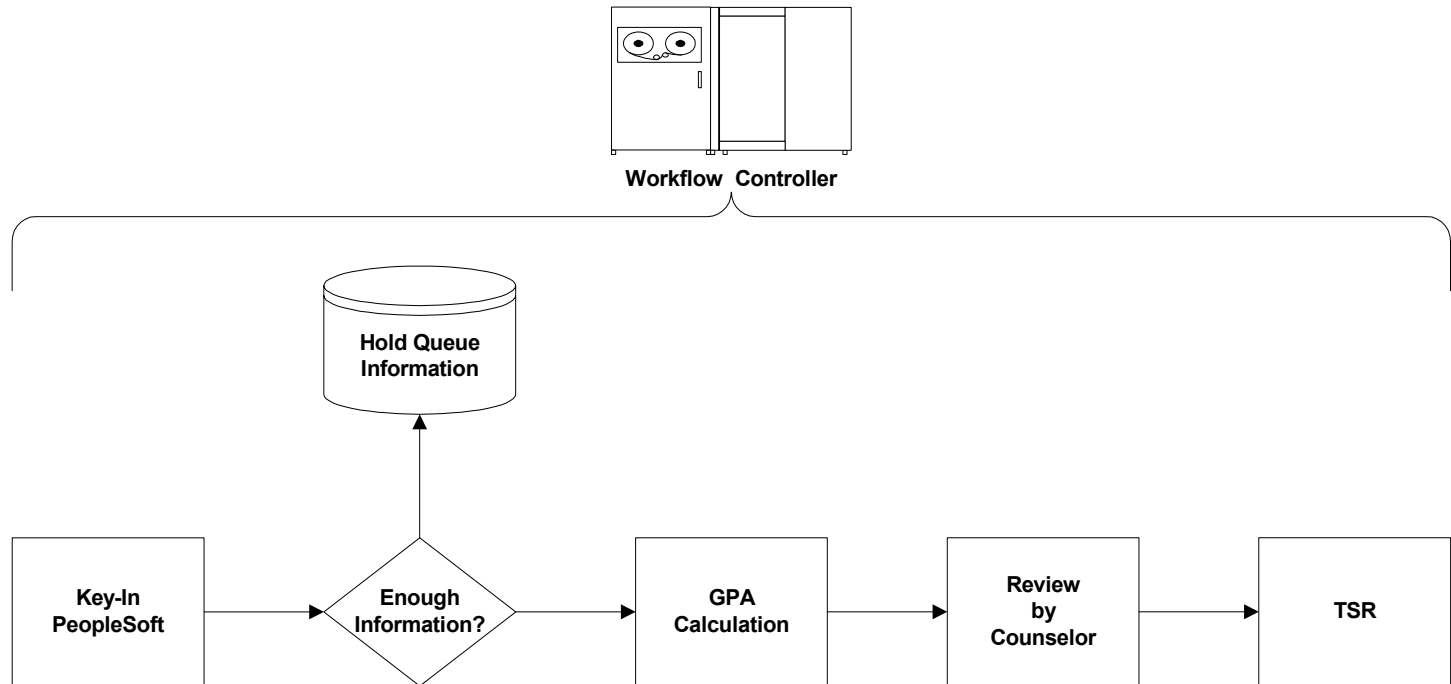 Workflow Controller
Hold Queue
Information
Key-In
PeopleSoft
Enough
Information?
GPA
Calculation
Review
by
Counselor
TSR